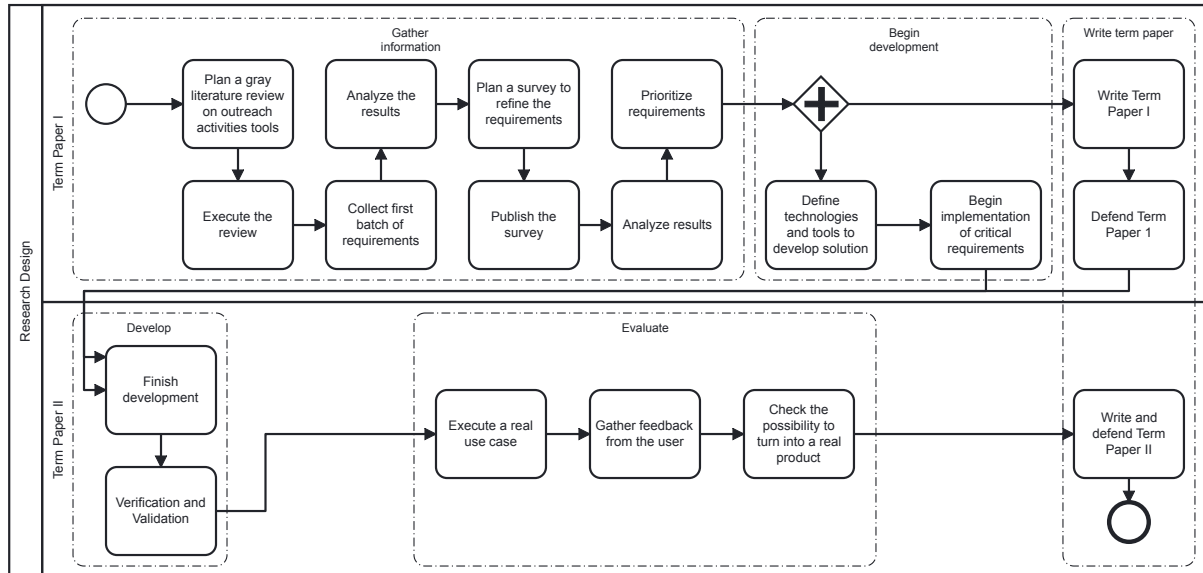 Research Design
Term Paper I
Gather
information
Plan a gray
literature review
on outreach
activities tools
Execute the
review
Collect first
batch of
requirements
Analyze the
results
Plan a survey to
refine the
requirements
Publish the
survey
Analyze results
Prioritize
requirements
Begin
development
Define
technologies
and tools to
develop solution
Begin
implementation
of critical
requirements
Write term paper
Write Term
Paper I
Defend Term
Paper 1
Term Paper II
Develop
Finish
development
Verification and
Validation
Evaluate
Execute a real
use case
Gather feedback
from the user
Check the
possibility to
turn into a real
product
Write and
defend Term
Paper II